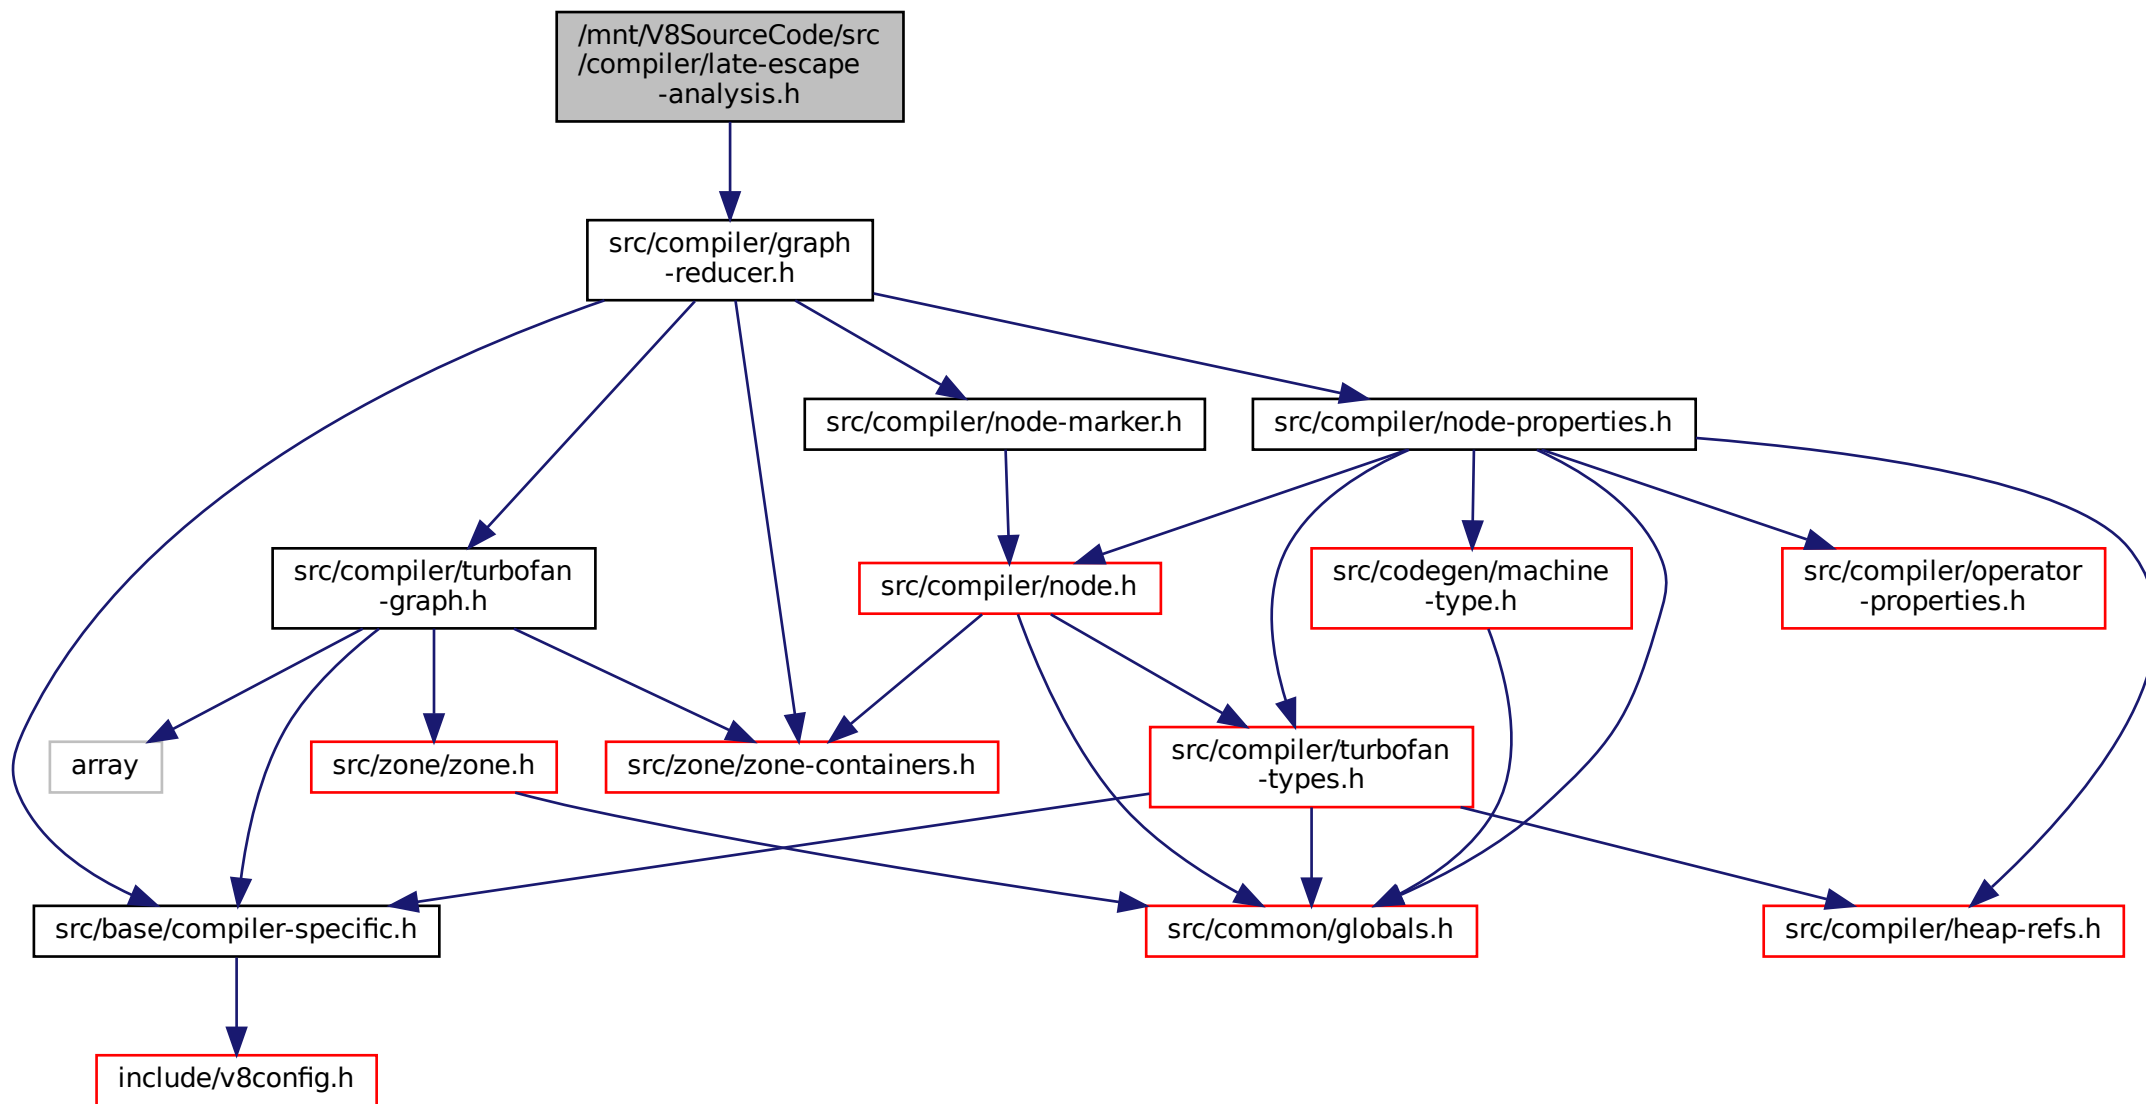 /mnt/V8SourceCode/src
/compiler/late-escape
-analysis.h
src/compiler/graph
-reducer.h
src/compiler/node-marker.h
src/compiler/node-properties.h
src/compiler/turbofan
-graph.h
src/compiler/node.h
src/codegen/machine
-type.h
src/compiler/operator
-properties.h
array
src/zone/zone.h
src/zone/zone-containers.h
src/compiler/turbofan
-types.h
src/base/compiler-specific.h
src/common/globals.h
src/compiler/heap-refs.h
include/v8config.h